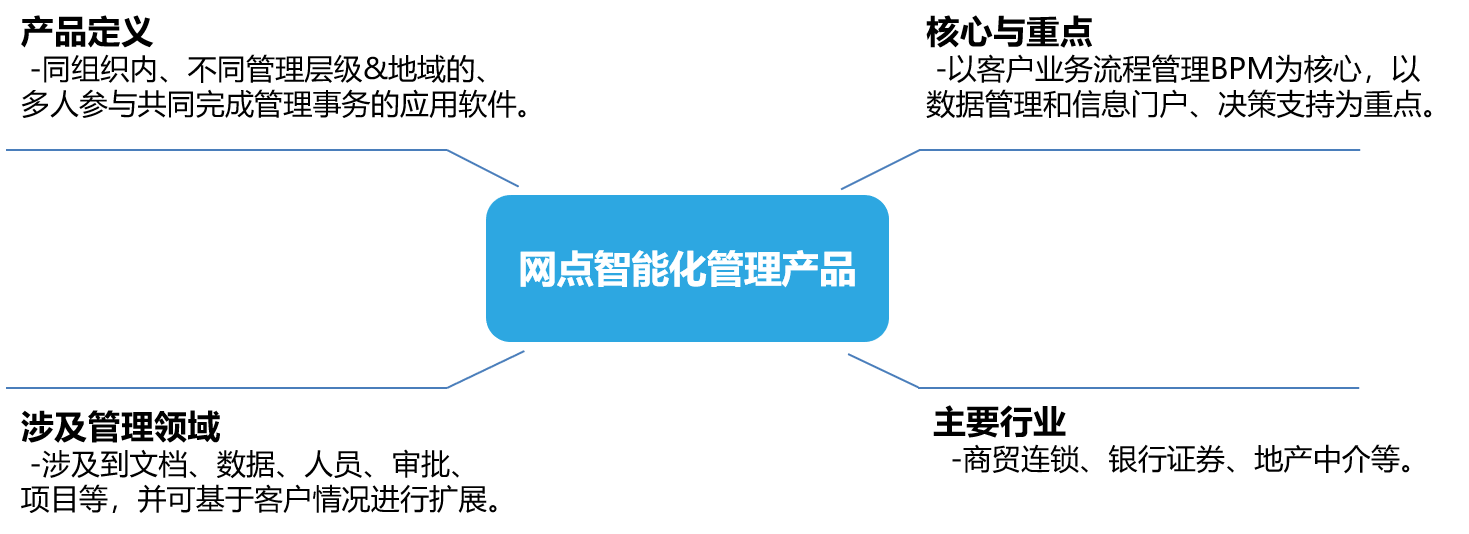 产品定义
-同组织内、不同管理层级&地域的、
多人参与共同完成管理事务的应用软件。
核心与重点
-以客户业务流程管理BPM为核心，以
数据管理和信息门户、决策支持为重点。
网点智能化管理产品
涉及管理领域
-涉及到文档、数据、人员、审批、
项目等，并可基于客户情况进行扩展。
主要行业
-商贸连锁、银行证券、地产中介等。